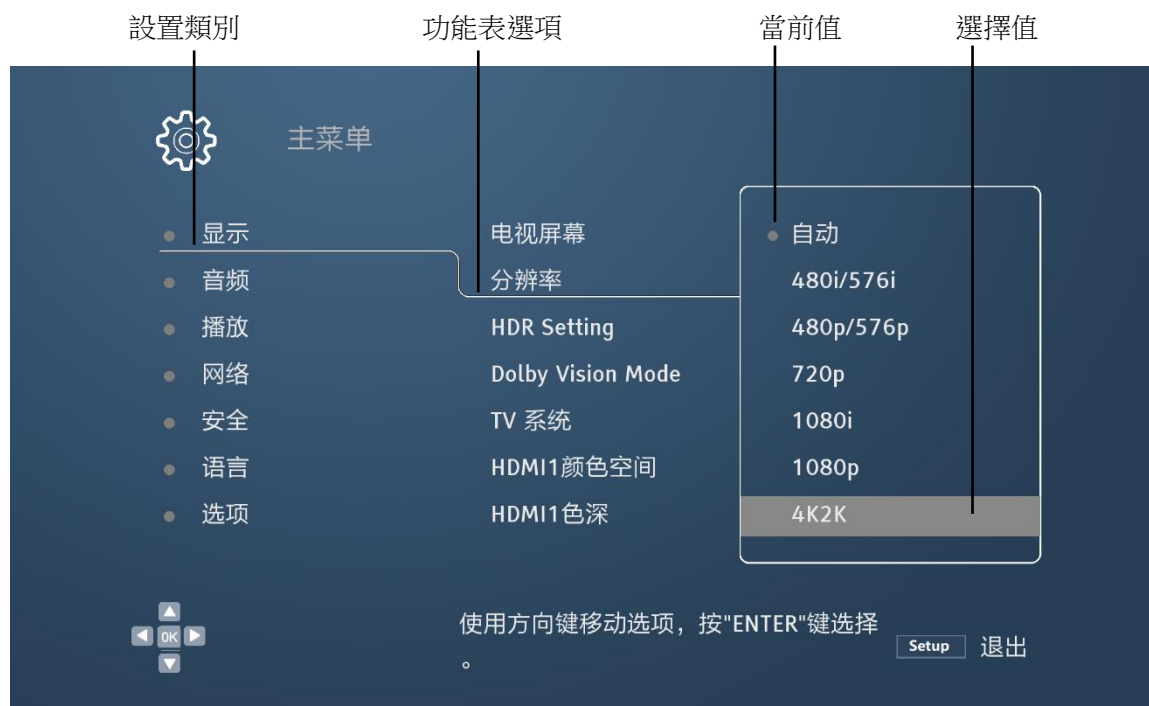 設置類別
功能表選項
當前值
選擇值
主菜单
显示
音频
播放
网络
安全
语言
选项
电视屏幕
分辨率
HDR Setting
Dolby Vision Mode
TV 系统
HDMI1颜色空间
HDMI1色深
自动
480i/576i
480p/576p
720p
1080i
1080p
4K2K
OK
使用方向键移动选项，按"ENTER"键选择
。
Setup
退出